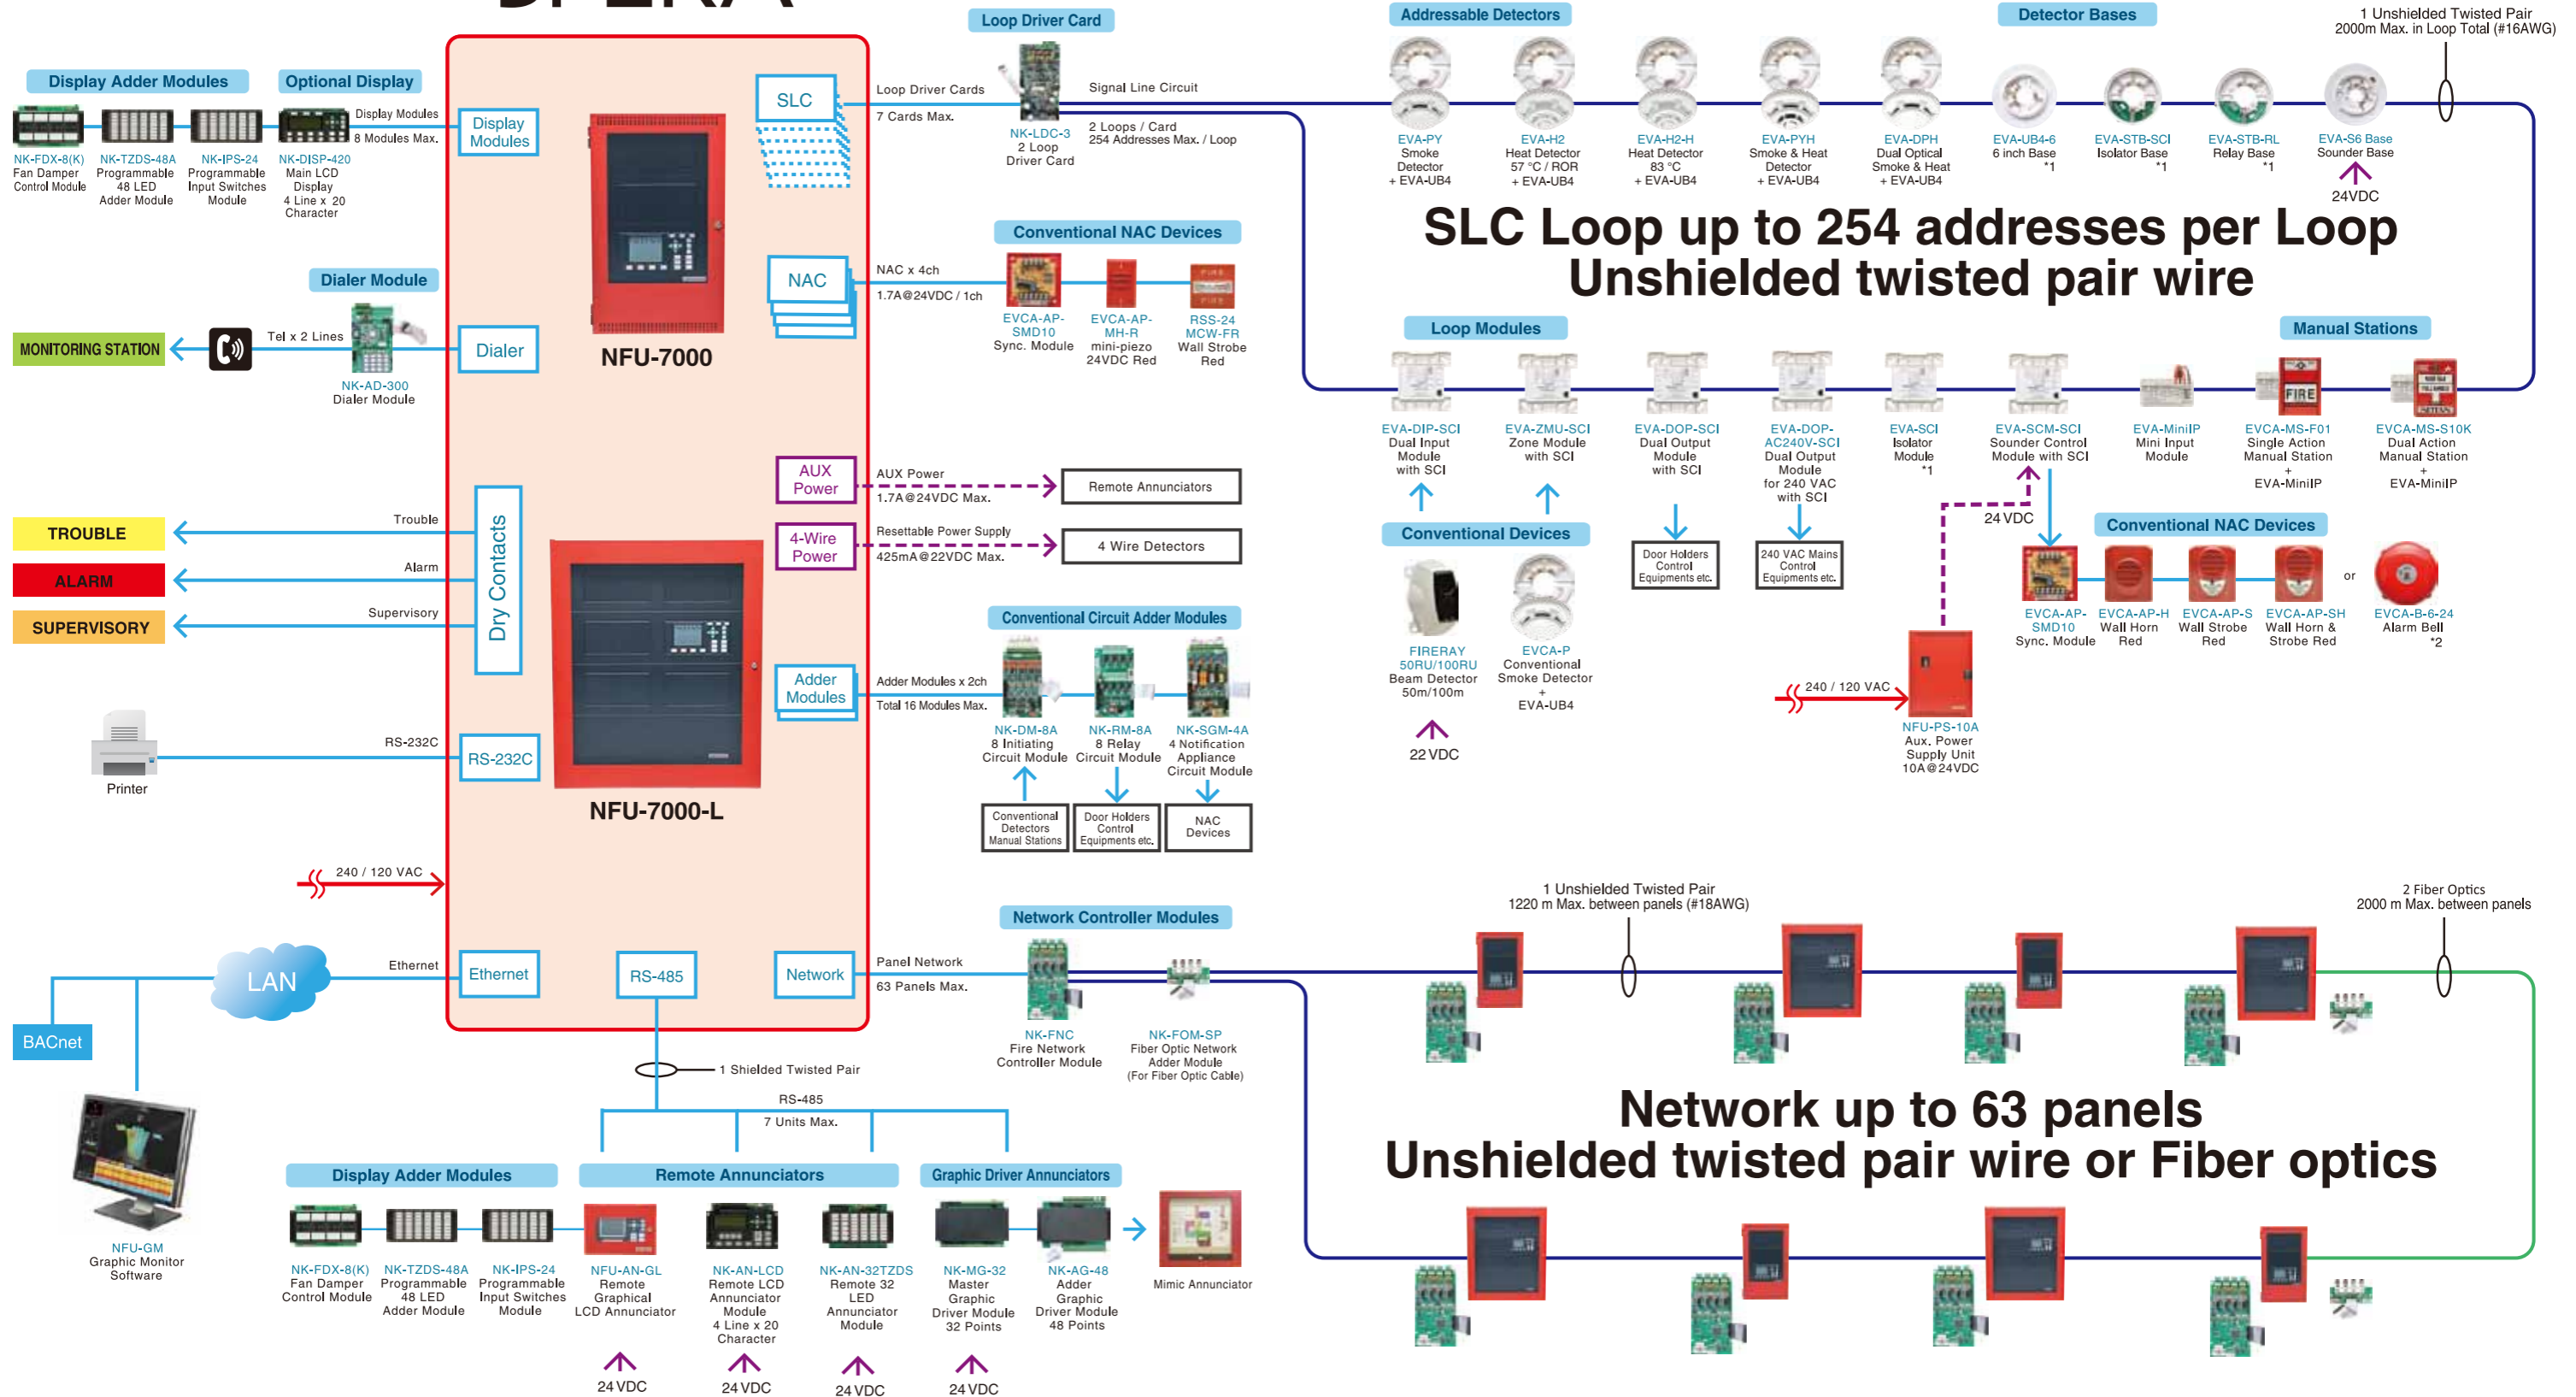 Display Adder Modules
Optional Display
NK-FDX-8(K)
Fan Damper
Control Module
NK-TZDS-48A
Programmable
48 LED
Adder Module
NK-IPS-24
Programmable
Input Switches
Module
NK-DISP-420
Main LCD
Display
4 Line x 20
Character
Display Modules
8 Modules Max.
Display
Modules
Dialer Module
MONITORING STATION
Tel x 2 Lines
NK-AD-300
Dialer Module
Dialer
TROUBLE
Trouble
ALARM
Alarm
SUPERVISORY
Supervisory
Dry Contacts
Printer
RS-232C
RS-232C
240 / 120 VAC
LAN
Ethernet
Ethernet
BACnet
NFU-GM
Graphic Monitor
Software
NFU-7000
NFU-7000-L
SLC
Loop Driver Cards
7 Cards Max.
Loop Driver Card
NK-LDC-3
2 Loop
Driver Card
Signal Line Circuit
2 Loops / Card
254 Addresses Max. / Loop
NAC
NAC x 4ch
1.7A@24VDC / 1ch
Conventional NAC Devices
EVCA-AP-
SMD10
Sync. Module
EVCA-AP-
MH-R
mini-piezo
24VDC Red
RSS-24
MCW-FR
Wall Strobe
Red
AUX
Power
AUX Power
1.7A@24VDC Max.
Remote Annunciators
4-Wire
Power
Resettable Power Supply
425mA@22VDC Max.
4 Wire Detectors
Conventional Circuit Adder Modules
Adder
Modules
Adder Modules x 2ch
Total 16 Modules Max.
NK-DM-8A
8 Initiating
Circuit Module
NK-RM-8A
8 Relay
Circuit Module
NK-SGM-4A
4 Notification
Appliance
Circuit Module
Conventional
Detectors
Manual Stations
Door Holders
Control
Equipments etc.
NAC
Devices
Network Controller Modules
Network
Panel Network
63 Panels Max.
NK-FNC
Fire Network
Controller Module
NK-FOM-SP
Fiber Optic Network
Adder Module
(For Fiber Optic Cable)
RS-485
1 Shielded Twisted Pair
RS-485
7 Units Max.
Display Adder Modules
Remote Annunciators
Graphic Driver Annunciators
NK-FDX-8(K)
Fan Damper
Control Module
NK-TZDS-48A
Programmable
48 LED
Adder Module
NK-IPS-24
Programmable
Input Switches
Module
NFU-AN-GL
Remote
Graphical
LCD Annunciator
24 VDC
NK-AN-LCD
Remote LCD
Annunciator
Module
4 Line x 20
Character
24 VDC
NK-AN-32TZDS
Remote 32
LED
Annunciator
Module
24 VDC
NK-MG-32
Master
Graphic
Driver Module
32 Points
24 VDC
NK-AG-48
Adder
Graphic
Driver Module
48 Points
Mimic Annunciator
Addressable Detectors
Detector Bases
1 Unshielded Twisted Pair
2000m Max. in Loop Total (#16AWG)
EVA-PY
Smoke
Detector
+ EVA-UB4
EVA-H2
Heat Detector
57 °C / ROR
+ EVA-UB4
EVA-H2-H
Heat Detector
83 °C
+ EVA-UB4
EVA-PYH
Smoke & Heat
Detector
+ EVA-UB4
EVA-DPH
Dual Optical
Smoke & Heat
+ EVA-UB4
EVA-UB4-6
6 inch Base
*1
EVA-STB-SCI
Isolator Base
*1
EVA-STB-RL
Relay Base
*1
EVA-S6 Base
Sounder Base
24VDC
SLC Loop up to 254 addresses per Loop
Unshielded twisted pair wire
Loop Modules
Manual Stations
FIRE
EVA-DIP-SCI
Dual Input
Module
with SCI
EVA-ZMU-SCI
Zone Module
with SCI
EVA-DOP-SCI
Dual Output
Module
with SCI
EVA-DOP-
AC240V-SCI
Dual Output
Module
for 240 VAC
with SCI
EVA-SCI
Isolator
Module
*1
EVA-SCM-SCI
Sounder Control
Module with SCI
EVA-MiniIP
Mini Input
Module
EVCA-MS-F01
Single Action
Manual Station
+
EVA-MiniIP
EVCA-MS-S10K
Dual Action
Manual Station
+
EVA-MiniIP
Conventional Devices
FIRERAY
50RU/100RU
Beam Detector
50m/100m
22 VDC
EVCA-P
Conventional
Smoke Detector
+
EVA-UB4
Door Holders
Control
Equipments etc.
240 VAC Mains
Control
Equipments etc.
24 VDC
Conventional NAC Devices
EVCA-AP-
SMD10
Sync. Module
EVCA-AP-H
Wall Horn
Red
EVCA-AP-S
Wall Strobe
Red
EVCA-AP-SH
Wall Horn &
Strobe Red
or
EVCA-B-6-24
Alarm Bell
*2
240 / 120 VAC
NFU-PS-10A
Aux. Power
Supply Unit
10A@24VDC
1 Unshielded Twisted Pair
1220 m Max. between panels (#18AWG)
2 Fiber Optics
2000 m Max. between panels
Network up to 63 panels
Unshielded twisted pair wire or Fiber optics